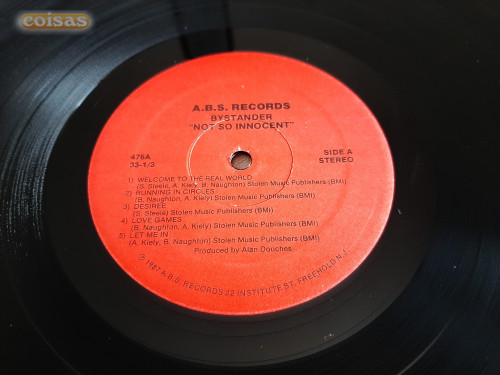 coisas
A.B.S. RECORDS
BYSTANDER
"NOT SO INNOCENT"
476A
33-1/3
SIDE A
STEREO
1) WELCOME TO THE REAL WORLD
(S. Steele, A. Kiely, B. Naughton) Stolen Music Publishers (BMI)
2) RUNNING IN CIRCLES
(B. Naughton, A. Kiely) Stolen Music Publishers (BMI)
3) DESIREE
(S. Steele) Stolen Music Publishers (BMI)
4) LOVE GAMES
(B. Naughton, A. Kiely) Stolen Music Publishers (BMI)
5) LET ME IN
(A. Kiely, B. Naughton) Stolen Music Publishers (BMI)
Produced by Alan Douches
℗ 1987 A.B.S. RECORDS 22 INSTITUTE ST. FREEHOLD N.J.